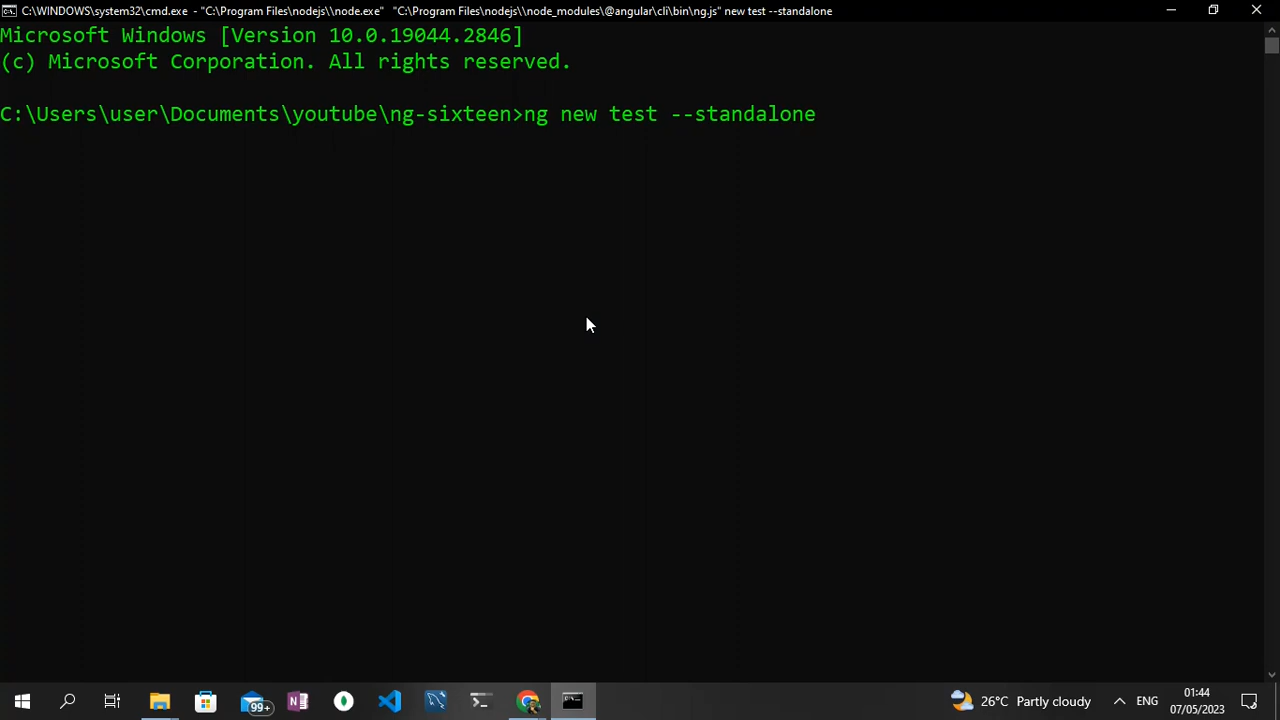 C:\WINDOWS\system32\cmd.exe - "C:\Program Files\nodejs\\node.exe" "C:\Program Files\nodejs\\node_modules\@angular\cli\bin\ng.js" new test --standalone
Microsoft Windows [Version 10.0.19044.2846]
(c) Microsoft Corporation. All rights reserved.
C:\Users\user\Documents\youtube\ng-sixteen>ng new test --standalone
99+
26°C Partly cloudy
ENG
01:44
07/05/2023